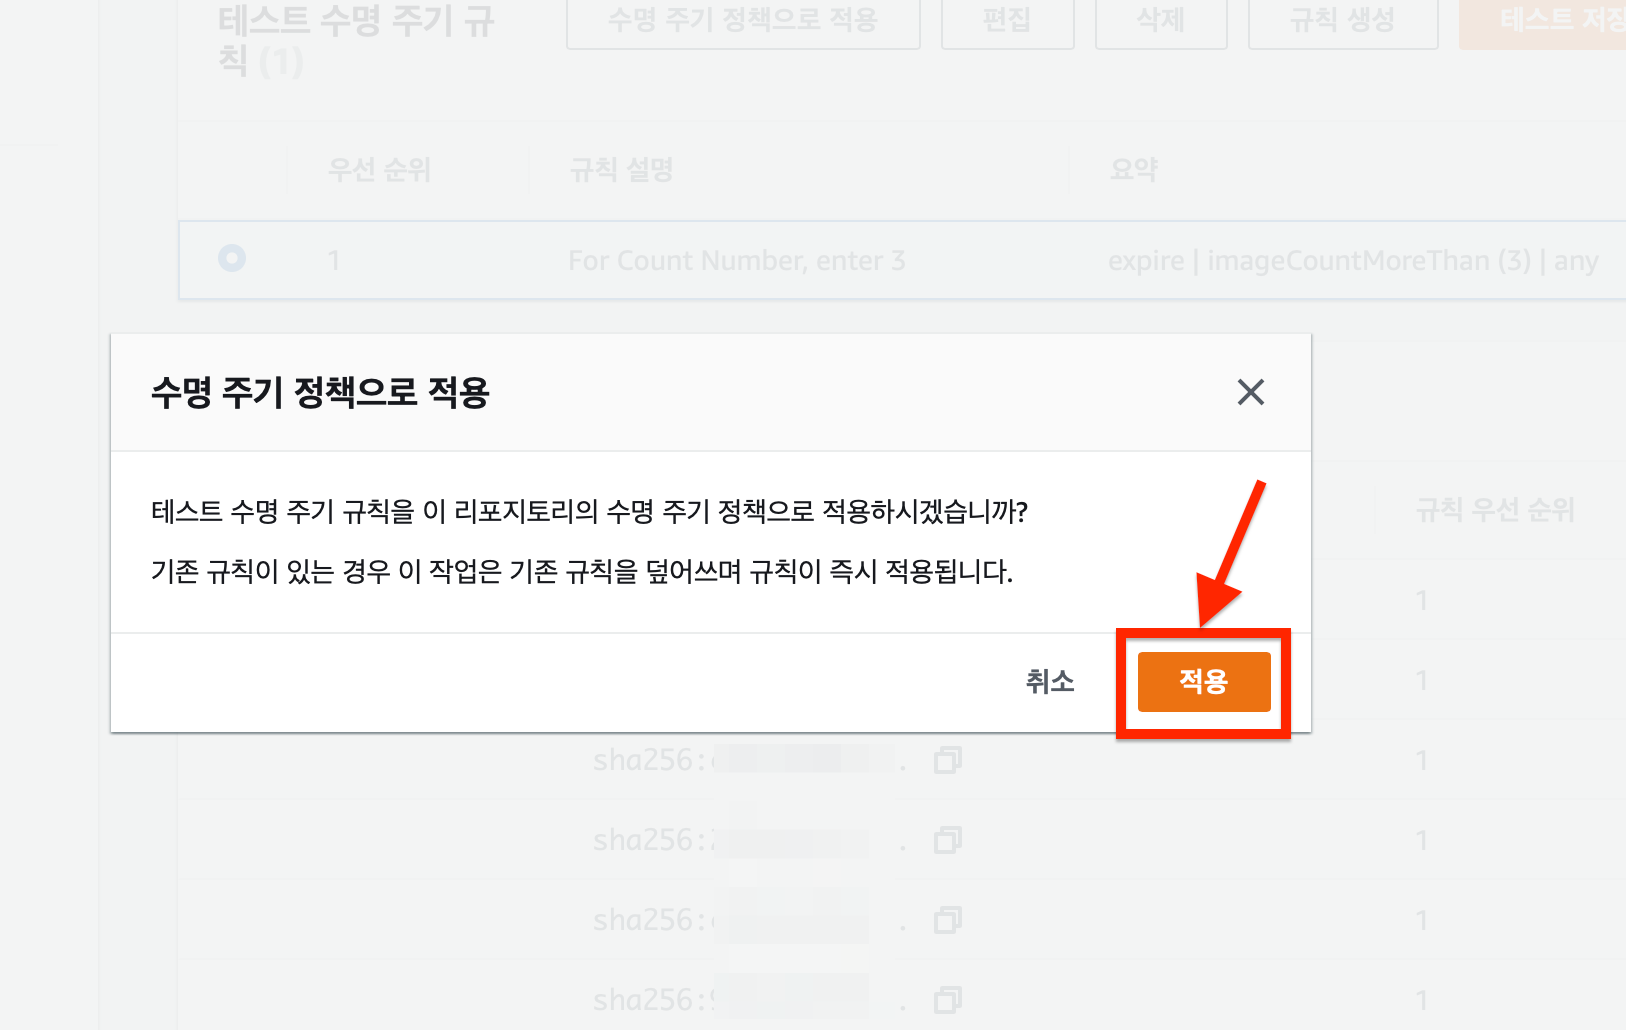 테스트 수명 주기 규
칙 (1)
수명 주기 정책으로 적용
편집
삭제
규칙 생성
테스트 저장
우선 순위
규칙 설명
요약
1
For Count Number, enter 3
expire | imageCountMoreThan (3) | any
수명 주기 정책으로 적용
테스트 수명 주기 규칙을 이 리포지토리의 수명 주기 정책으로 적용하시겠습니까?
기존 규칙이 있는 경우 이 작업은 기존 규칙을 덮어쓰며 규칙이 즉시 적용됩니다.
취소
적용
규칙 우선 순위
1
1
sha256:
1
sha256:
1
sha256:
1
sha256:
1